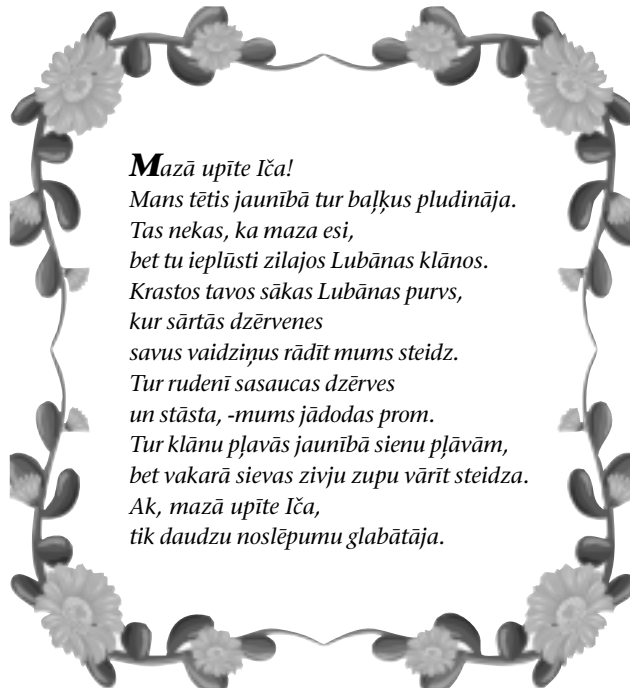 Mazā upīte Iča!
Mans tētis jaunībā tur baļķus pludināja.
Tas nekas, ka maza esi,
bet tu ieplūsti zilajos Lubānas klānos.
Krastos tavos sākas Lubānas purvs,
kur sārtās dzērvenes
savus vaidziņus rādīt mums steidz.
Tur rudenī sasaucas dzērves
un stāsta, -mums jādodas prom.
Tur klānu pļavās jaunībā sienu pļāvām,
bet vakarā sievas zivju zupu vārīt steidza.
Ak, mazā upīte Iča,
tik daudzu noslēpumu glabātāja.